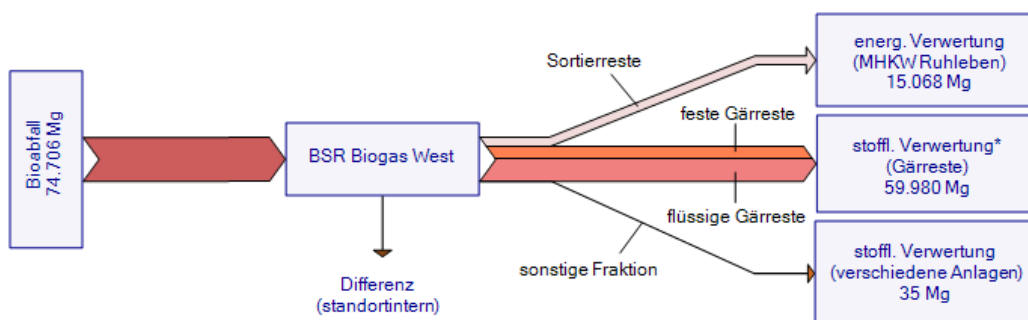 Bioabfall
74.706 Mg
BSR Biogas West
Differenz
(standortintern)
Sortierreste
feste Gärreste
flüssige Gärreste
sonstige Fraktion
energ. Verwertung
(MHKW Ruhleben)
15.068 Mg
stoffl. Verwertung*
(Gärreste)
59.980 Mg
stoffl. Verwertung
(verschiedene Anlagen)
35 Mg